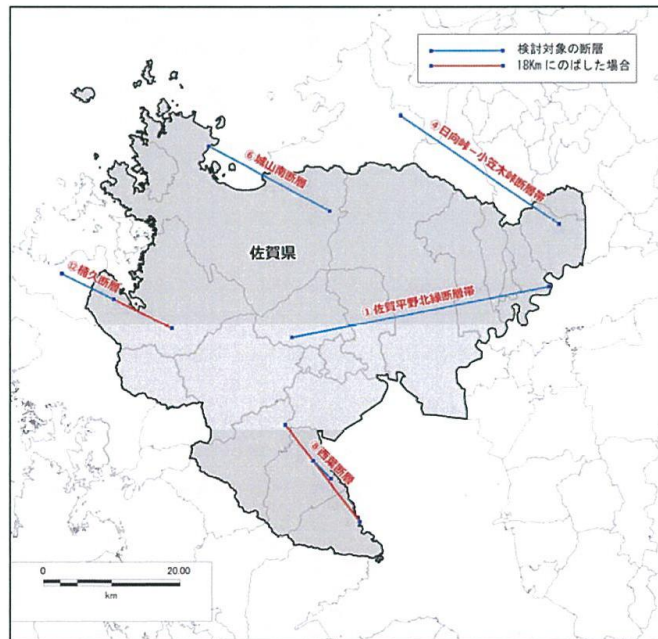 検討対象の断層
18Kmにのばした場合
④日向峠－小笠木峠断層帯
⑥城山南断層
佐賀県
⑫楠久断層
1佐賀平野北縁断層帯
⑧西葉断層
0
20.00
km